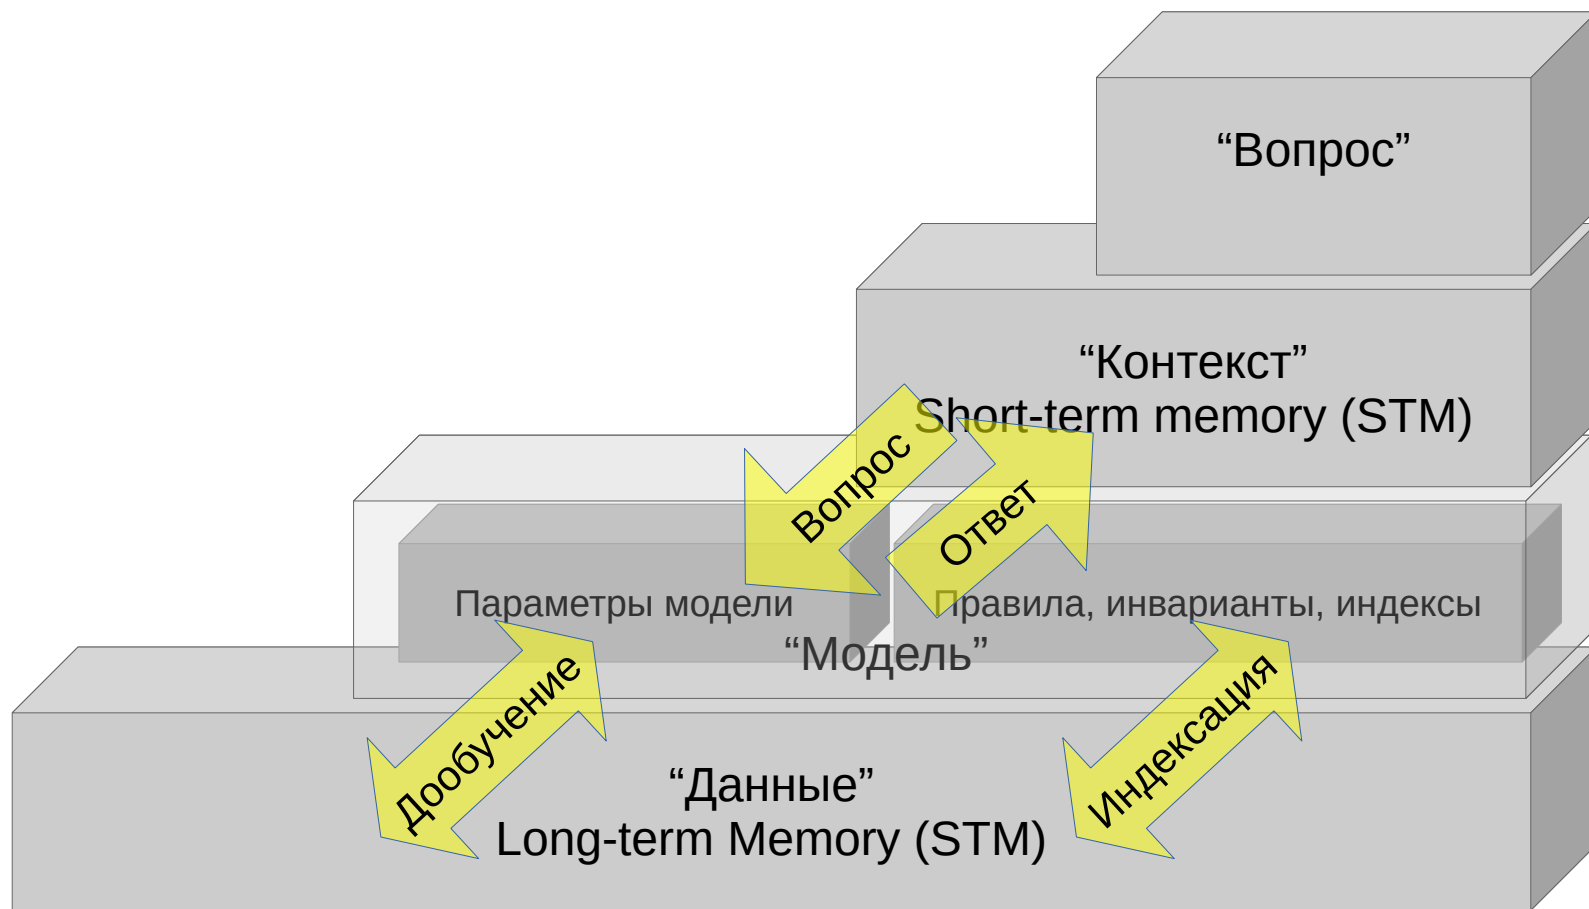 “Вопрос”
“Контекст”
Short-term memory (STM)
Вопрос
Ответ
Параметры модели
Правила, инварианты, индексы
“Модель”
Дообучение
Индексация
“Данные”
Long-term Memory (STM)